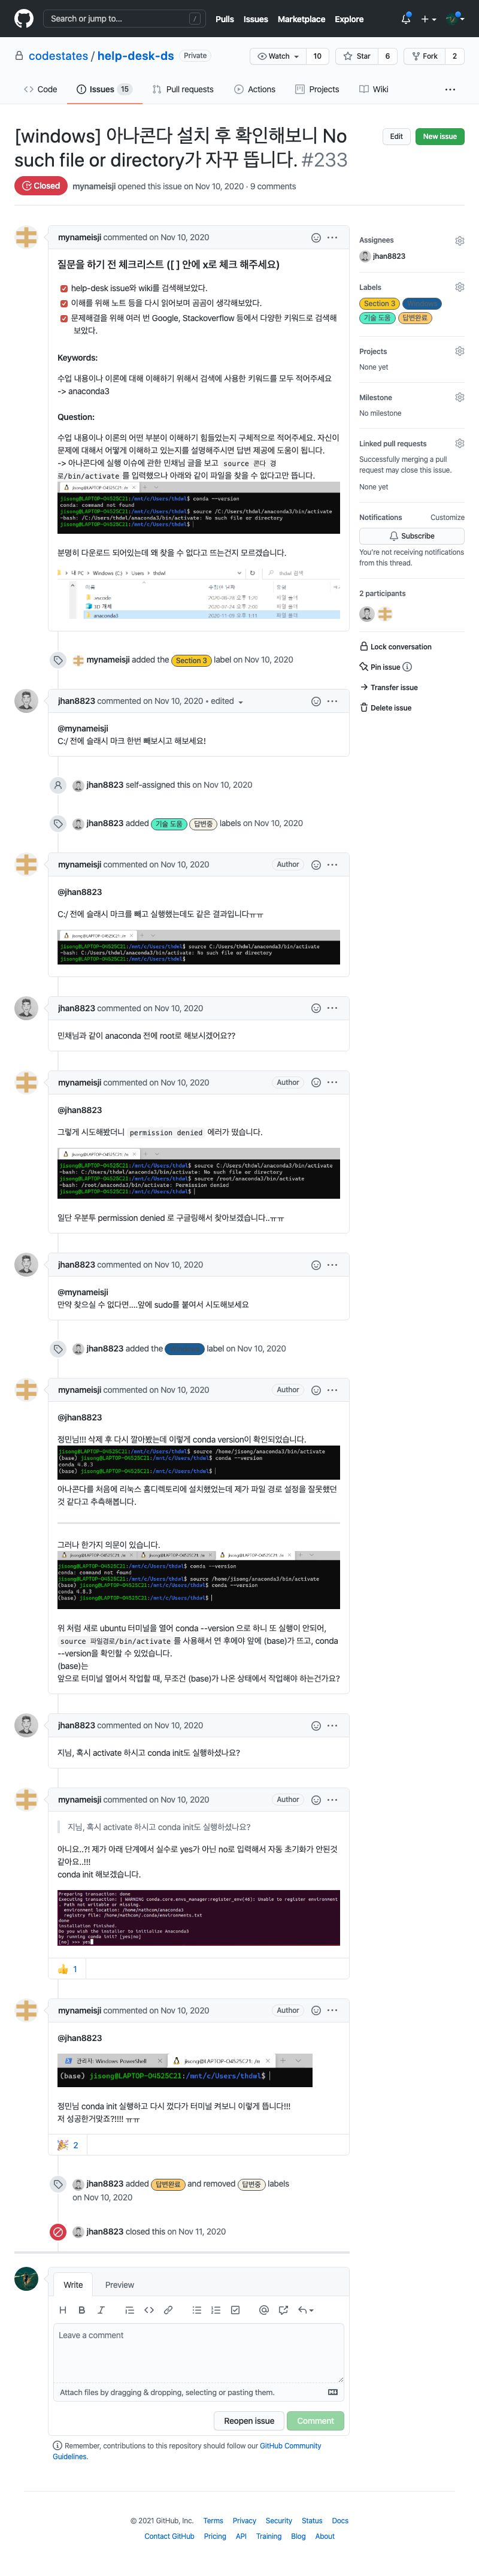 Search or jump to...
/
Pulls Issues Marketplace Explore
codestates / help-desk-ds Private
Watch 10 Star 6 Fork 2
Code Issues 15 Pull requests Actions Projects Wiki
[windows] 아나콘다 설치 후 확인해보니 No
such file or directory가 자꾸 뜹니다. #233
Edit New issue
Closed mynameisji opened this issue on Nov 10, 2020 · 9 comments
mynameisji commented on Nov 10, 2020
질문을 하기 전 체크리스트 ([ ] 안에 x로 체크 해주세요)
help-desk issue와 wiki를 검색해보았다.
이해를 위해 노트 등을 다시 읽어보며 곰곰이 생각해보았다.
문제해결을 위해 여러 번 Google, Stackoverflow 등에서 다양한 키워드로 검색해
보았다.
Keywords:
수업 내용이나 이론에 대해 이해하기 위해서 검색에 사용한 키워드를 모두 적어주세요
-> anaconda3
Question:
수업 내용이나 이론의 어떤 부분이 이해하기 힘들었는지 구체적으로 적어주세요. 자신이
문제에 대해서 어떻게 이해하고 있는지를 설명해주시면 답변 제공에 도움이 됩니다.
-> 아나콘다에 실행 이슈에 관한 민채님 글을 보고 source 콘다 경
로/bin/activate 를 입력했으나 아래와 같이 파일을 찾을 수 없다고만 뜹니다.
conda --version
conda: command not found
분명히 다운로드 되어있는데 왜 찾을 수 없다고 뜨는건지 모르겠습니다.
내 PC > Windows (C:) > Users > thdwl
anaconda3
mynameisji added the Section 3 label on Nov 10, 2020
jhan8823 commented on Nov 10, 2020 • edited
@mynameisji
C:/ 전에 슬래시 마크 한번 빼보시고 해보세요!
jhan8823 self-assigned this on Nov 10, 2020
jhan8823 added 기술 도움 답변중 labels on Nov 10, 2020
mynameisji commented on Nov 10, 2020 Author
@jhan8823
C:/ 전에 슬래시 마크를 빼고 실행했는데도 같은 결과입니다ㅠㅠ
jisong@LAPTOP-O4525C21:/mnt/c/Users/thdwl$ source C:/Users/thdwl/anaconda3/bin/activate
-bash: C:/Users/thdwl/anaconda3/bin/activate: No such file or directory
jisong@LAPTOP-O4525C21:/mnt/c/Users/thdwl$
jhan8823 commented on Nov 10, 2020
민채님과 같이 anaconda 전에 root로 해보시겠어요??
mynameisji commented on Nov 10, 2020 Author
@jhan8823
그렇게 시도해봤더니 permission denied 에러가 떴습니다.
jisong@LAPTOP-O4525C21:/mnt/c/Users/thdwl$ source C:/Users/thdwl/anaconda3/bin/activate
-bash: C:/Users/thdwl/anaconda3/bin/activate: No such file or directory
jisong@LAPTOP-O4525C21:/mnt/c/Users/thdwl$ source /root/anaconda3/bin/activate
-bash: /root/anaconda3/bin/activate: Permission denied
jisong@LAPTOP-O4525C21:/mnt/c/Users/thdwl$
일단 우분투 permission denied 로 구글링해서 찾아보겠습니다..ㅠㅠ
jhan8823 commented on Nov 10, 2020
@mynameisji
만약 찾으실 수 없다면....앞에 sudo를 붙여서 시도해보세요
jhan8823 added the label on Nov 10, 2020
mynameisji commented on Nov 10, 2020 Author
@jhan8823
정민님!!! 삭제 후 다시 깔아봤는데 이렇게 conda version이 확인되었습니다.
jisong@LAPTOP-O4525C21:/mnt/c/Users/thdwl$ source /home/jisong/anaconda3/bin/activate
(base) jisong@LAPTOP-O4525C21:/mnt/c/Users/thdwl$ conda --version
conda 4.8.3
(base) jisong@LAPTOP-O4525C21:/mnt/c/Users/thdwl$
아나콘다를 처음에 리눅스 홈디렉토리에 설치했었는데 제가 파일 경로 설정을 잘못했던
것 같다고 추측해봅니다.
그러나 한가지 의문이 있습니다.
jisong@LAPTOP-O4525C21:/mnt/c/Users/thdwl$ conda --version
conda: command not found
jisong@LAPTOP-O4525C21:/mnt/c/Users/thdwl$ source /home/jisong/anaconda3/bin/activate
(base) jisong@LAPTOP-O4525C21:/mnt/c/Users/thdwl$ conda --version
conda 4.8.3
(base) jisong@LAPTOP-O4525C21:/mnt/c/Users/thdwl$
위 처럼 새로 ubuntu 터미널을 열어 conda --version 으로 하니 또 실행이 안되어,
source 파일경로/bin/activate 를 사용해서 연 후에야 앞에 (base)가 뜨고, conda
--version을 확인할 수 있었습니다.
(base)는
앞으로 터미널 열어서 작업할 때, 무조건 (base)가 나온 상태에서 작업해야 하는건가요?
jhan8823 commented on Nov 10, 2020
지님, 혹시 activate 하시고 conda init도 실행하셨나요?
mynameisji commented on Nov 10, 2020 Author
지님, 혹시 activate 하시고 conda init도 실행하셨나요?
아니요..?! 제가 아래 단계에서 실수로 yes가 아닌 no로 입력해서 자동 초기화가 안된것
같아요..!!!
conda init 해보겠습니다.
Preparing transaction: done
Executing transaction: | WARNING conda.core.envs_manager:register_env(46): Unable to register environment
. Path not writable or missing.
environment location: /home/mathcom/anaconda
registry file: /home/mathcom/.conda/environments.txt
done
installation finished.
Do you wish the installer to initialize Anaconda3
by running conda init? [yes|no]
[no] >>> yes
👍 1
mynameisji commented on Nov 10, 2020 Author
@jhan8823
관리자: Windows PowerShell
(base) jisong@LAPTOP-O4525C21:/mnt/c/Users/thdwl$
정민님 conda init 실행하고 다시 껐다가 터미널 켜보니 이렇게 뜹니다!!!
저 성공한거맞죠?!!!! ㅠㅠ
🎉 2
jhan8823 added 답변완료 and removed 답변중 labels
on Nov 10, 2020
jhan8823 closed this on Nov 11, 2020
Write Preview
Leave a comment
Attach files by dragging & dropping, selecting or pasting them.
Reopen issue Comment
Remember, contributions to this repository should follow our GitHub Community
Guidelines.
Assignees
jhan8823
Labels
Section 3
기술 도움 답변완료
Projects
None yet
Milestone
No milestone
Linked pull requests
Successfully merging a pull
request may close this issue.
None yet
Notifications Customize
Subscribe
You're not receiving notifications
from this thread.
2 participants
Lock conversation
Pin issue
Transfer issue
Delete issue
© 2021 GitHub, Inc. Terms Privacy Security Status Docs
Contact GitHub Pricing API Training Blog About